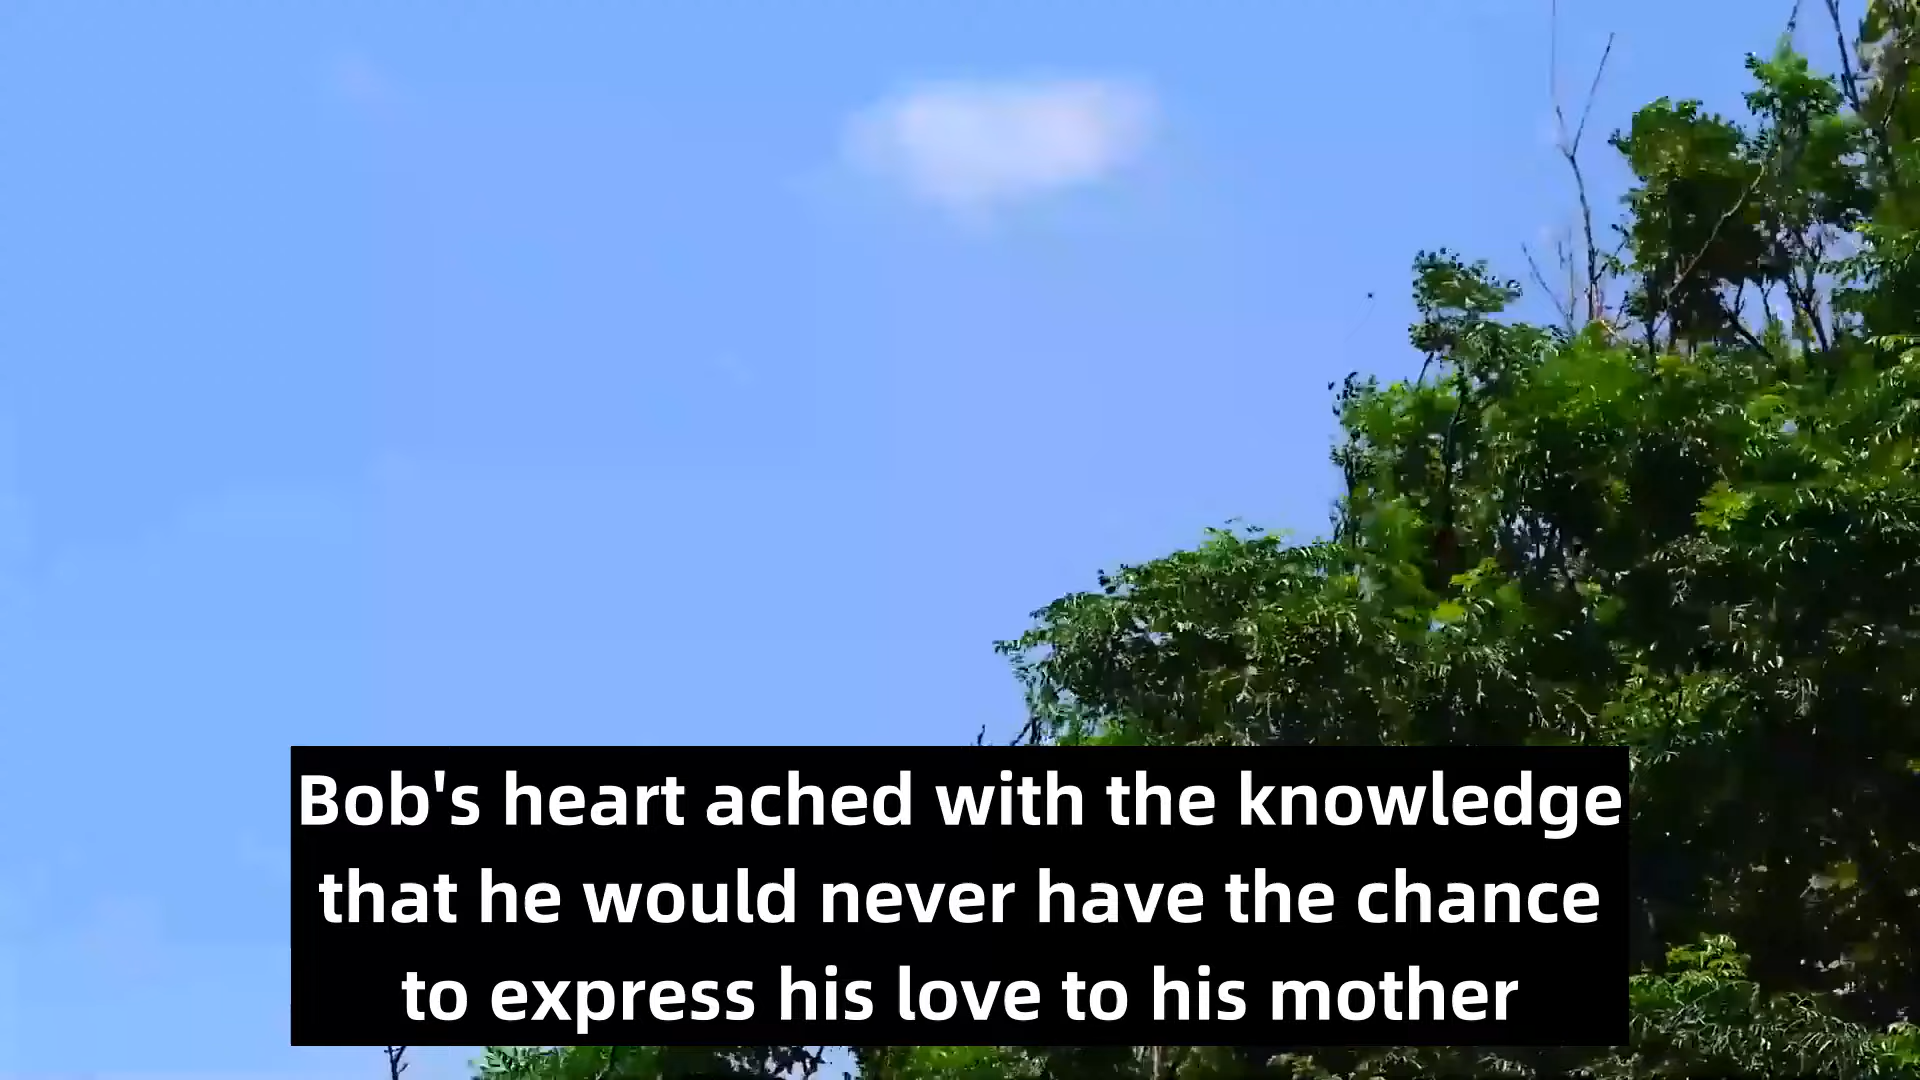 Bob's heart ached with the knowledge
that he would never have the chance
to express his love to his mother